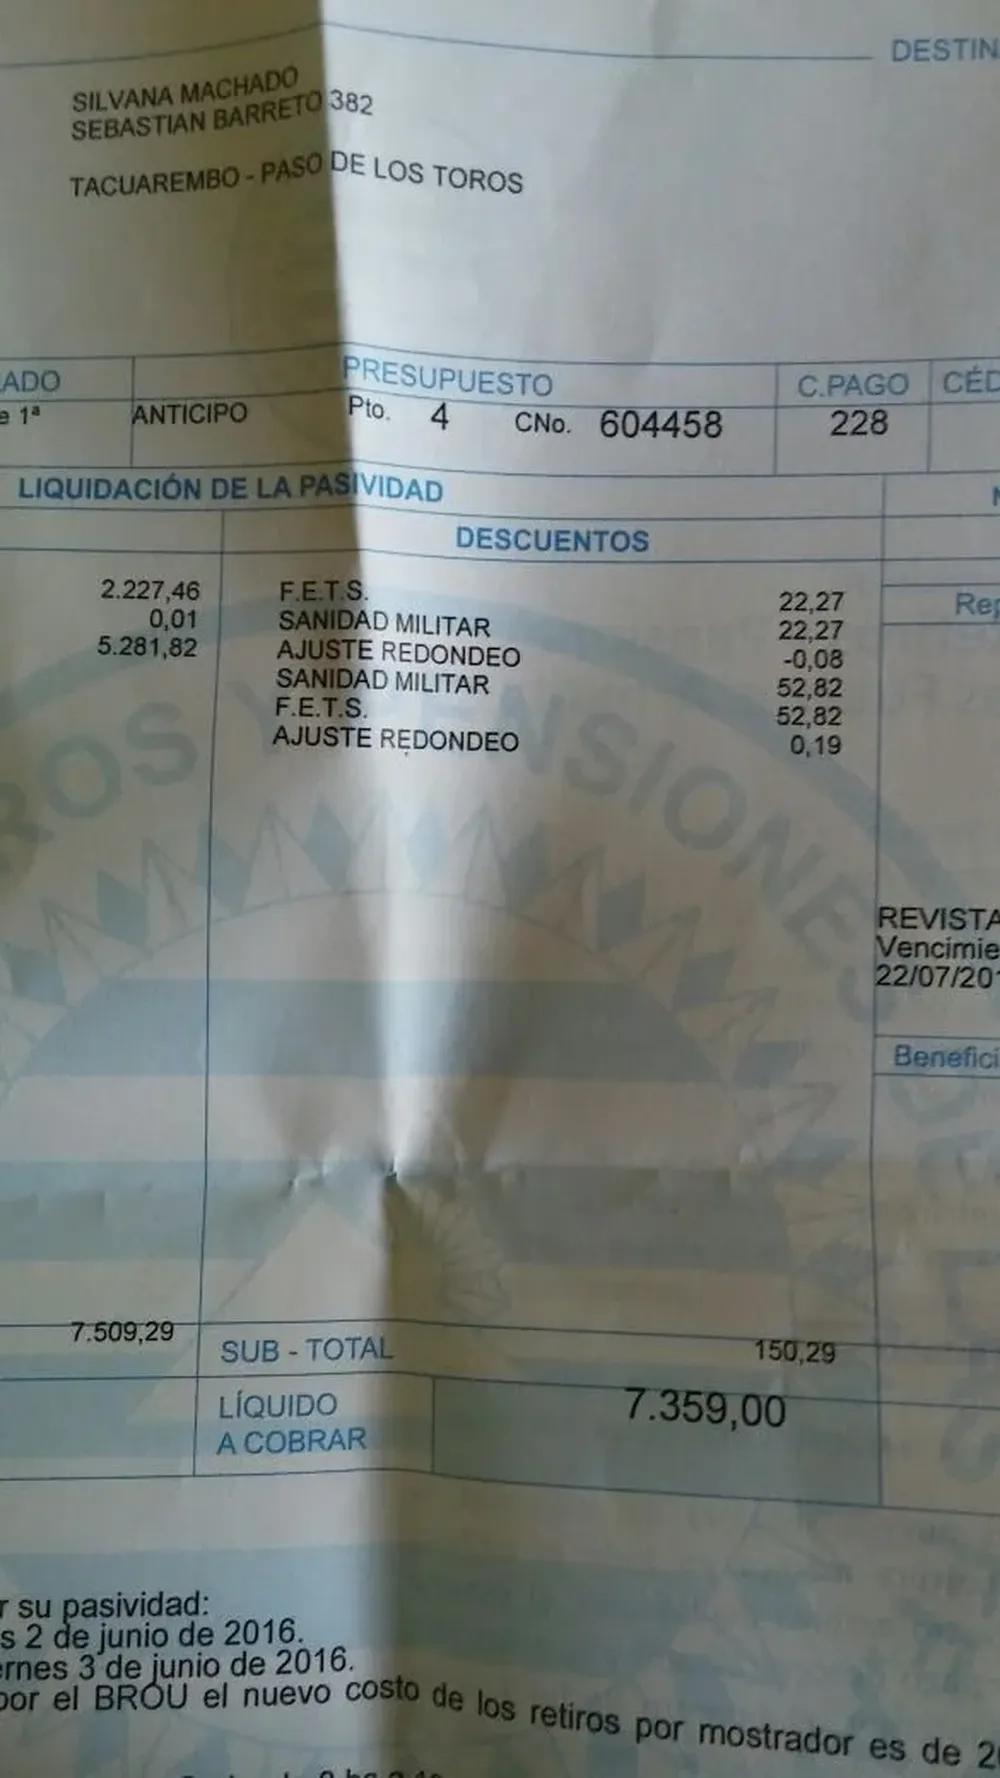 DESTIN
SILVANA MACHADO
SEBASTIAN BARRETO 382
TACUAREMBO - PASO DE LOS TOROS
ADO PRESUPUESTO C.PAGO CÉD
e 1ª ANTICIPO Pto. 4 CNo. 604458 228
LIQUIDACIÓN DE LA PASIVIDAD
DESCUENTOS
2.227,46 F.E.T.S. 22,27
0,01 SANIDAD MILITAR 22,27
5.281,82 AJUSTE REDONDEO -0,08
SANIDAD MILITAR 52,82
F.E.T.S. 52,82
AJUSTE REDONDEO 0,19
Rep
ROS Y PENSIONES
REVISTA
Vencimie
22/07/201
Benefici
7.509,29 SUB - TOTAL 150,29
LÍQUIDO
A COBRAR 7.359,00
r su pasividad:
s 2 de junio de 2016.
ernes 3 de junio de 2016.
por el BROU el nuevo costo de los retiros por mostrador es de 2